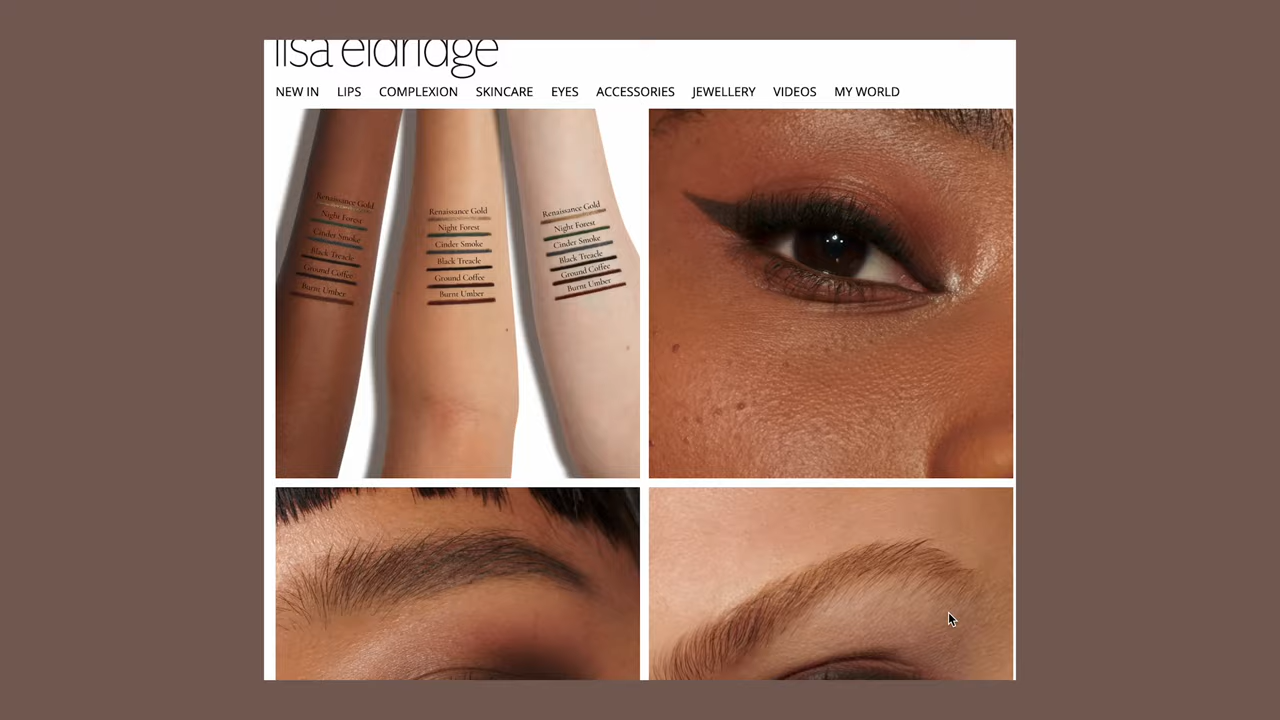 lisa eldridge
NEW IN LIPS COMPLEXION SKINCARE EYES ACCESSORIES JEWELLERY VIDEOS MY WORLD
Renaissance Gold
Night Forest
Cinder Smoke
Black Treacle
Ground Coffee
Burnt Umber
Renaissance Gold
Night Forest
Cinder Smoke
Black Treacle
Ground Coffee
Burnt Umber
Renaissance Gold
Night Forest
Cinder Smoke
Black Treacle
Ground Coffee
Burnt Umber